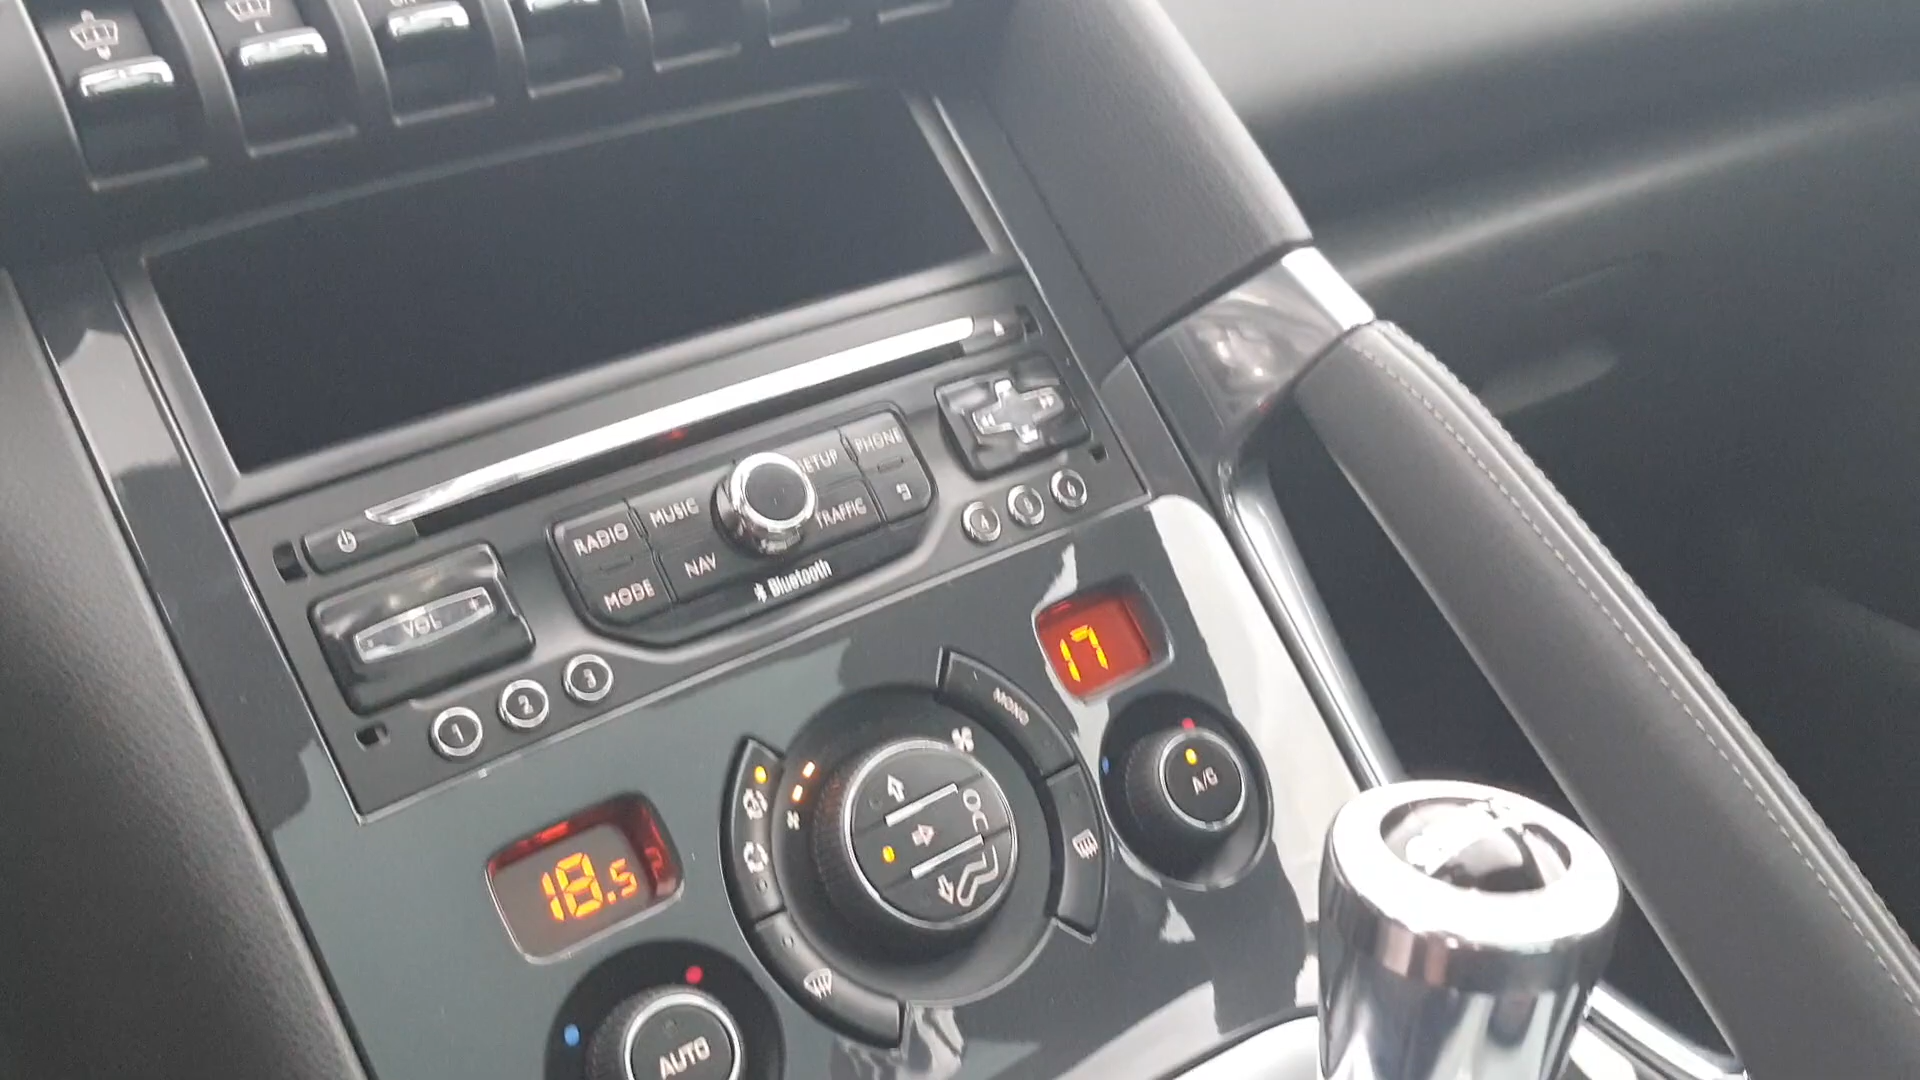 RADIO
MUSIC
SETUP
PHONE
MODE
NAV
TRAFFIC
Bluetooth
VOL
- +
1
2
3
4
5
6
17
MONO
18.5
A/C
AUTO